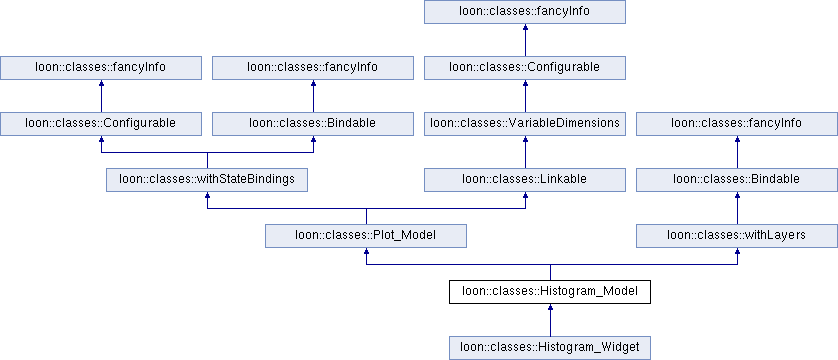 loon::classes::fancyInfo
loon::classes::fancyInfo
loon::classes::fancyInfo
loon::classes::Configurable
loon::classes::Configurable
loon::classes::Bindable
loon::classes::VariableDimensions
loon::classes::fancyInfo
loon::classes::withStateBindings
loon::classes::Linkable
loon::classes::Bindable
loon::classes::Plot_Model
loon::classes::withLayers
loon::classes::Histogram_Model
loon::classes::Histogram_Widget